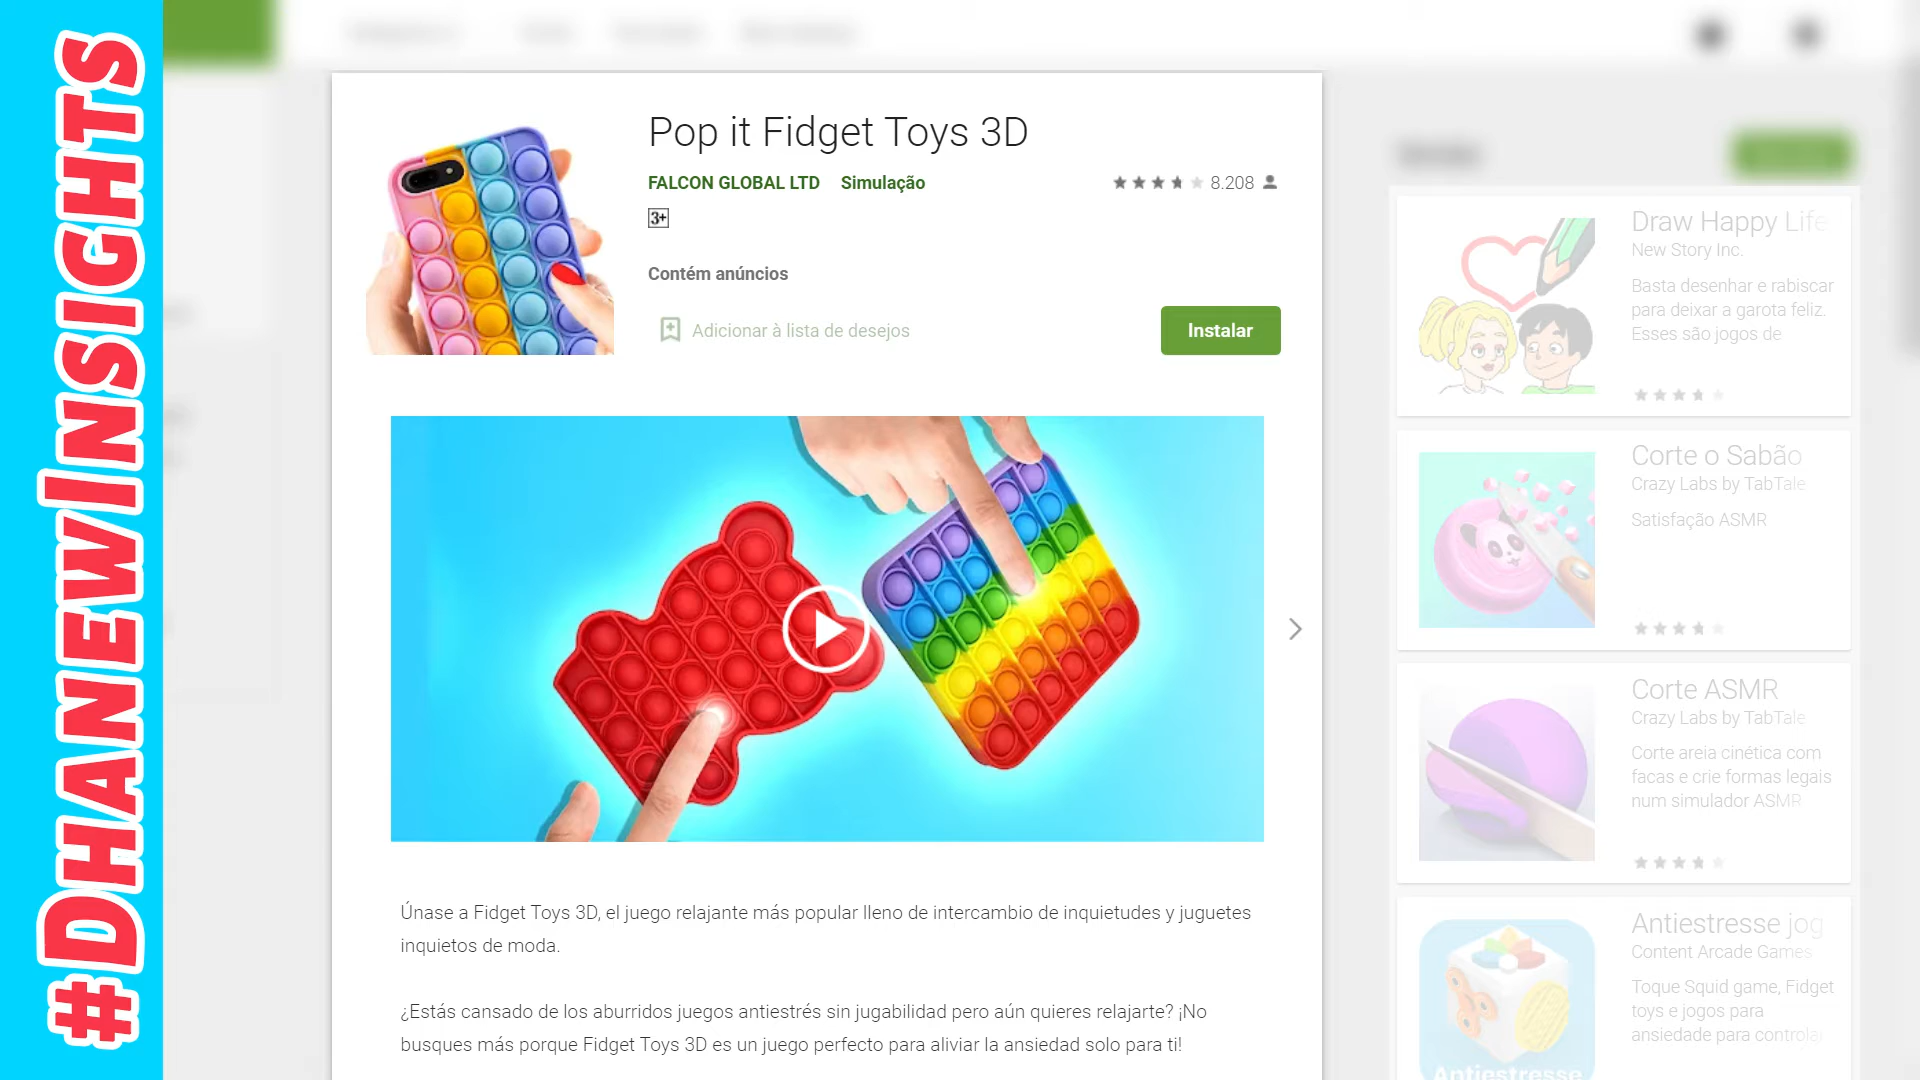 #DhanewInsights
Pop it Fidget Toys 3D
FALCON GLOBAL LTD Simulação
8.208
3+
Contém anúncios
Adicionar à lista de desejos
Instalar
Únase a Fidget Toys 3D, el juego relajante más popular lleno de intercambio de inquietudes y juguetes
inquietos de moda.
¿Estás cansado de los aburridos juegos antiestrés sin jugabilidad pero aún quieres relajarte? ¡No
busques más porque Fidget Toys 3D es un juego perfecto para aliviar la ansiedad solo para ti!
Draw Happy Life
New Story Inc.
Basta desenhar e rabiscar
para deixar a garota feliz.
Esses são jogos de
Corte o Sabão
Crazy Labs by TabTale
Satisfação ASMR
Corte ASMR
Crazy Labs by TabTale
Corte areia cinética com
facas e crie formas legais
num simulador ASMR
Antiestresse jog
Content Arcade Games
Toque Squid game, Fidget
toys e jogos para
ansiedade para controla
Antiestresse